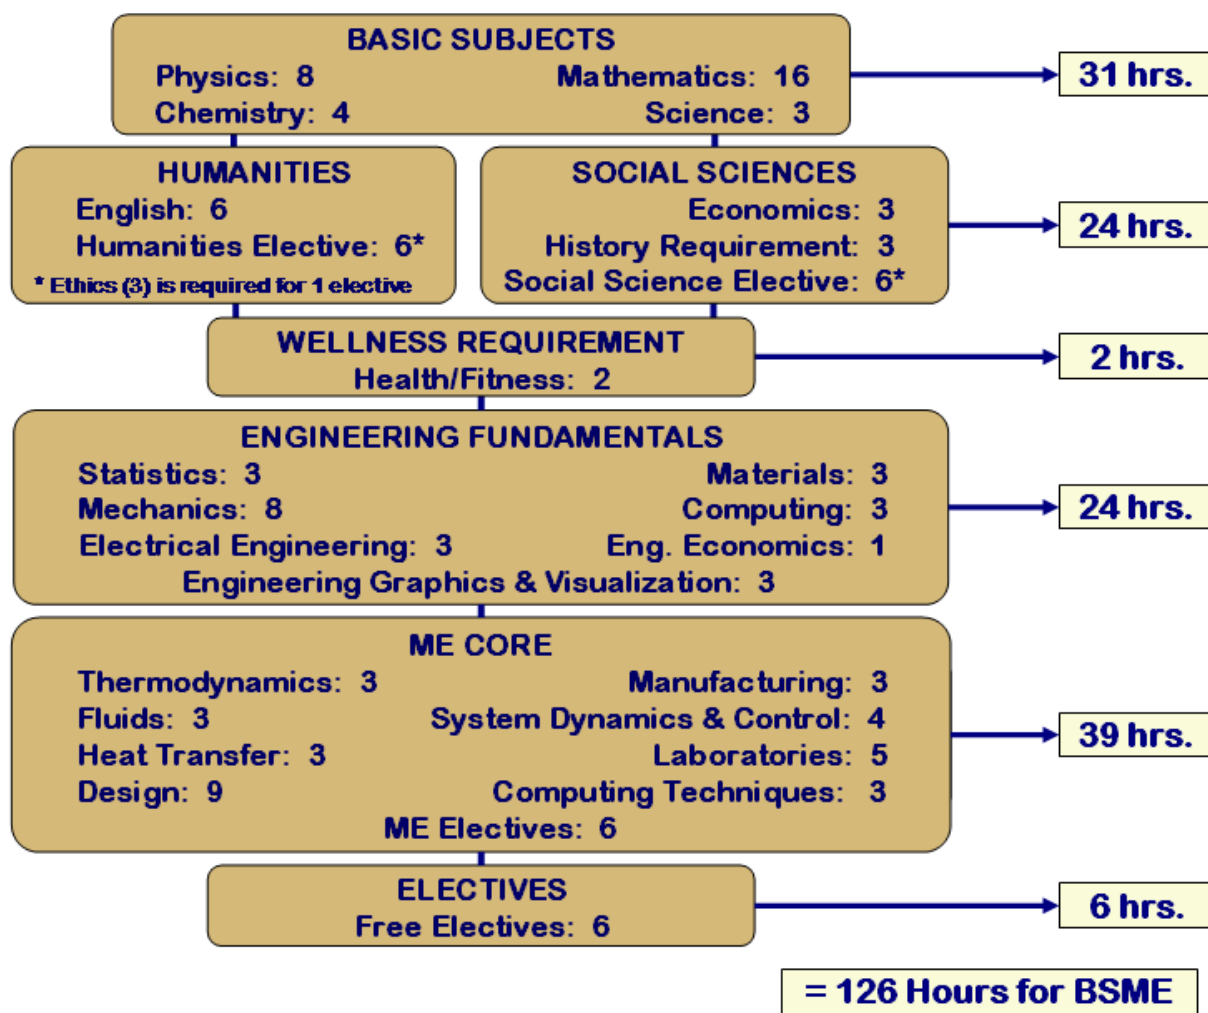 BASIC SUBJECTS
Physics: 8 Mathematics: 16
Chemistry: 4 Science: 3
31 hrs.
HUMANITIES
English: 6
Humanities Elective: 6*
* Ethics (3) is required for 1 elective
SOCIAL SCIENCES
Economics: 3
History Requirement: 3
Social Science Elective: 6*
24 hrs.
WELLNESS REQUIREMENT
Health/Fitness: 2
2 hrs.
ENGINEERING FUNDAMENTALS
Statistics: 3 Materials: 3
Mechanics: 8 Computing: 3
Electrical Engineering: 3 Eng. Economics: 1
Engineering Graphics & Visualization: 3
24 hrs.
ME CORE
Thermodynamics: 3 Manufacturing: 3
Fluids: 3 System Dynamics & Control: 4
Heat Transfer: 3 Laboratories: 5
Design: 9 Computing Techniques: 3
ME Electives: 6
39 hrs.
ELECTIVES
Free Electives: 6
6 hrs.
= 126 Hours for BSME